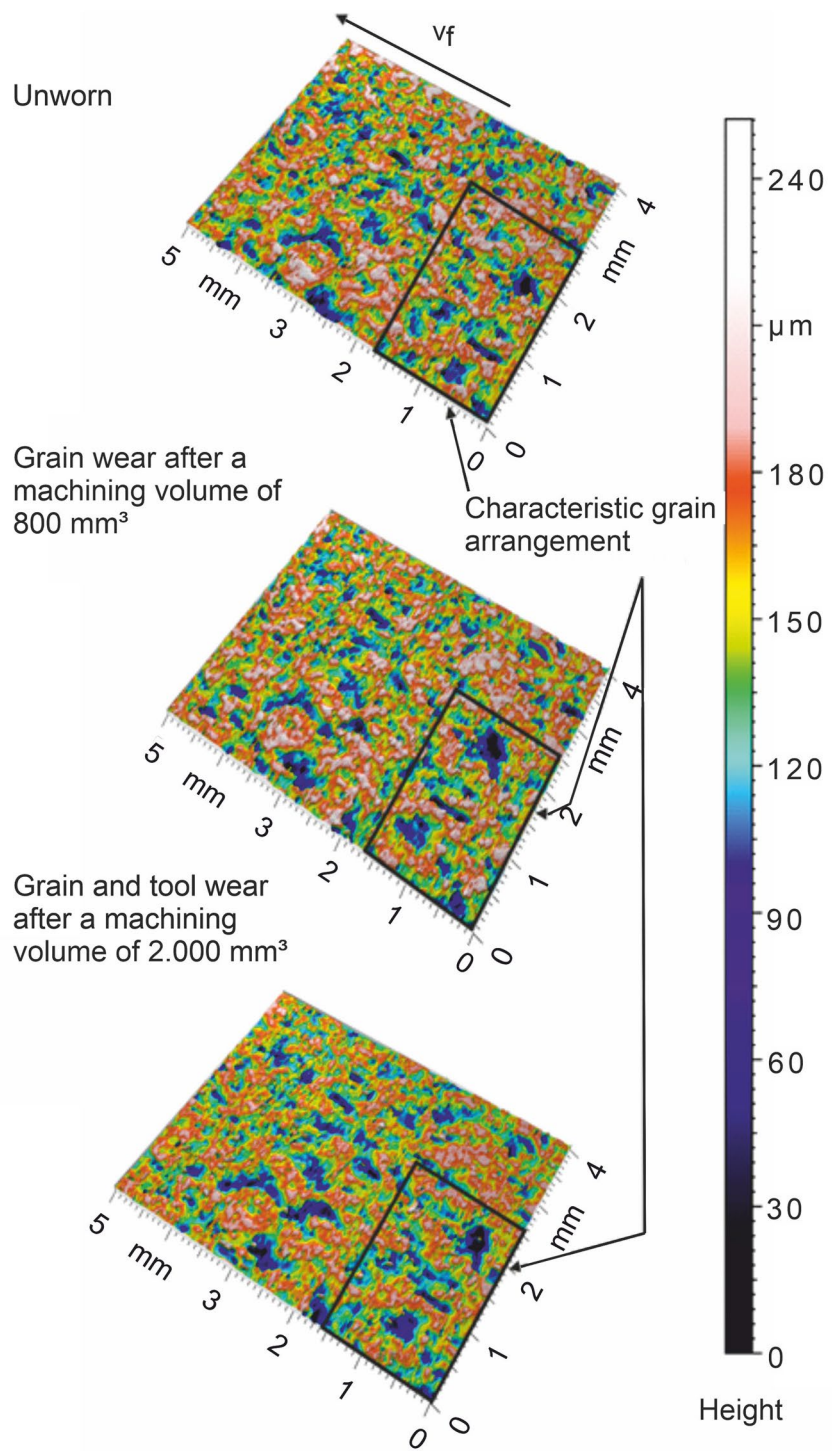 vf
Unworn
240
µm
180
150
120
90
60
30
0
Height
5
mm
3
2
1
0
0
1
2
mm
4
Grain wear after a
machining volume of
800 mm³
Characteristic grain
arrangement
5
mm
3
2
1
0
0
1
2
mm
4
Grain and tool wear
after a machining
volume of 2.000 mm³
5
mm
3
2
1
0
0
1
2
mm
4